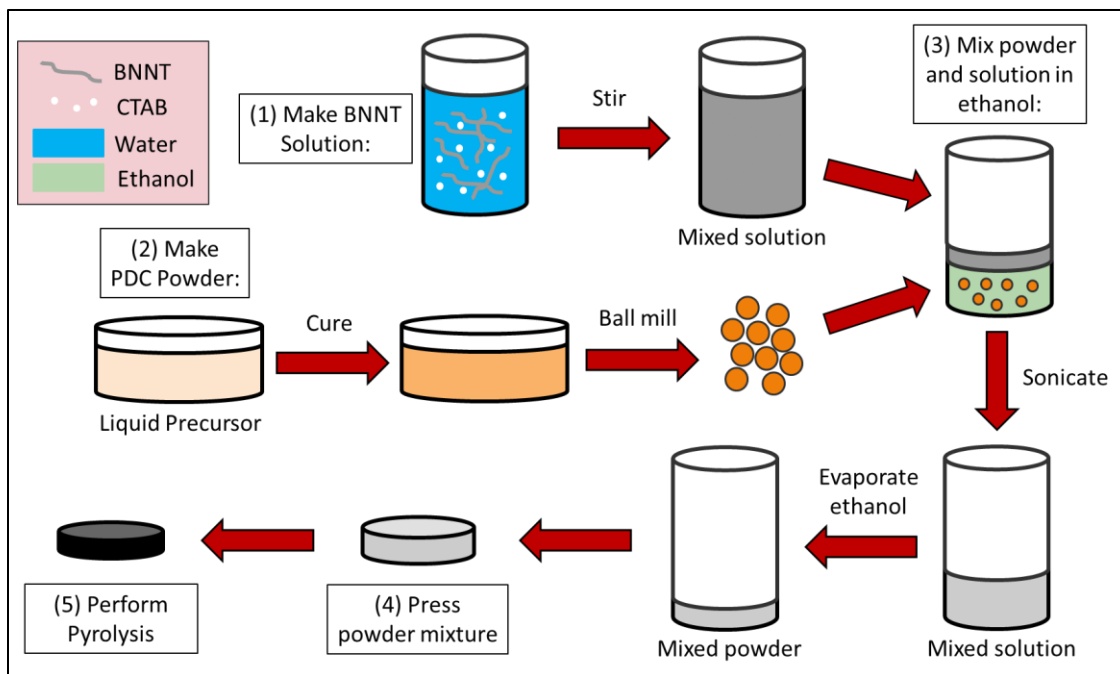 BNNT
CTAB
Water
Ethanol
(1) Make BNNT
Solution:
Stir
Mixed solution
(3) Mix powder
and solution in
ethanol:
(2) Make
PDC Powder:
Liquid Precursor
Cure
Ball mill
Sonicate
Mixed solution
Evaporate
ethanol
Mixed powder
(4) Press
powder mixture
(5) Perform
Pyrolysis